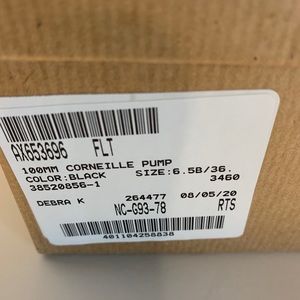 AXG53696 FLT
100MM CORNEILLE PUMP
COLOR:BLACK SIZE:6.5B/36.
38520856-1 3460
264477 08/05/20
DEBRA K NC-G93-78 RTS
401104258838